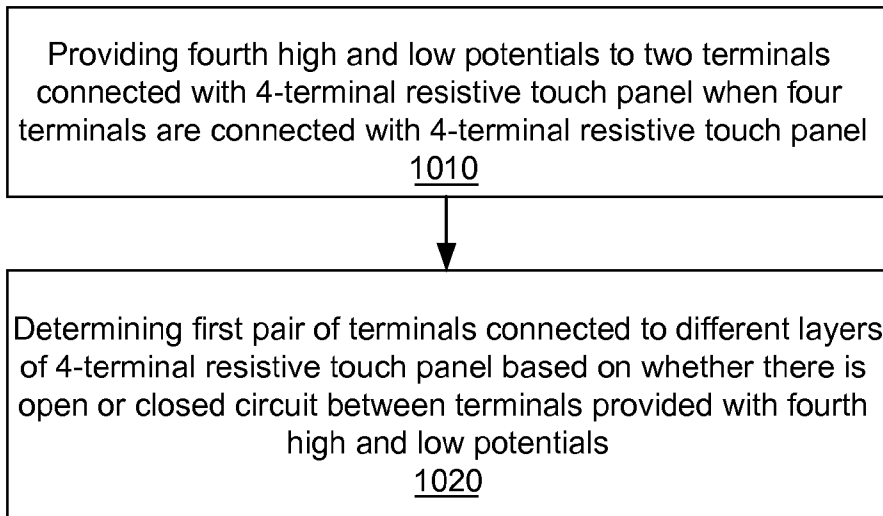 Providing fourth high and low potentials to two terminals
connected with 4-terminal resistive touch panel when four
terminals are connected with 4-terminal resistive touch panel
1010
Determining first pair of terminals connected to different layers
of 4-terminal resistive touch panel based on whether there is
open or closed circuit between terminals provided with fourth
high and low potentials
1020